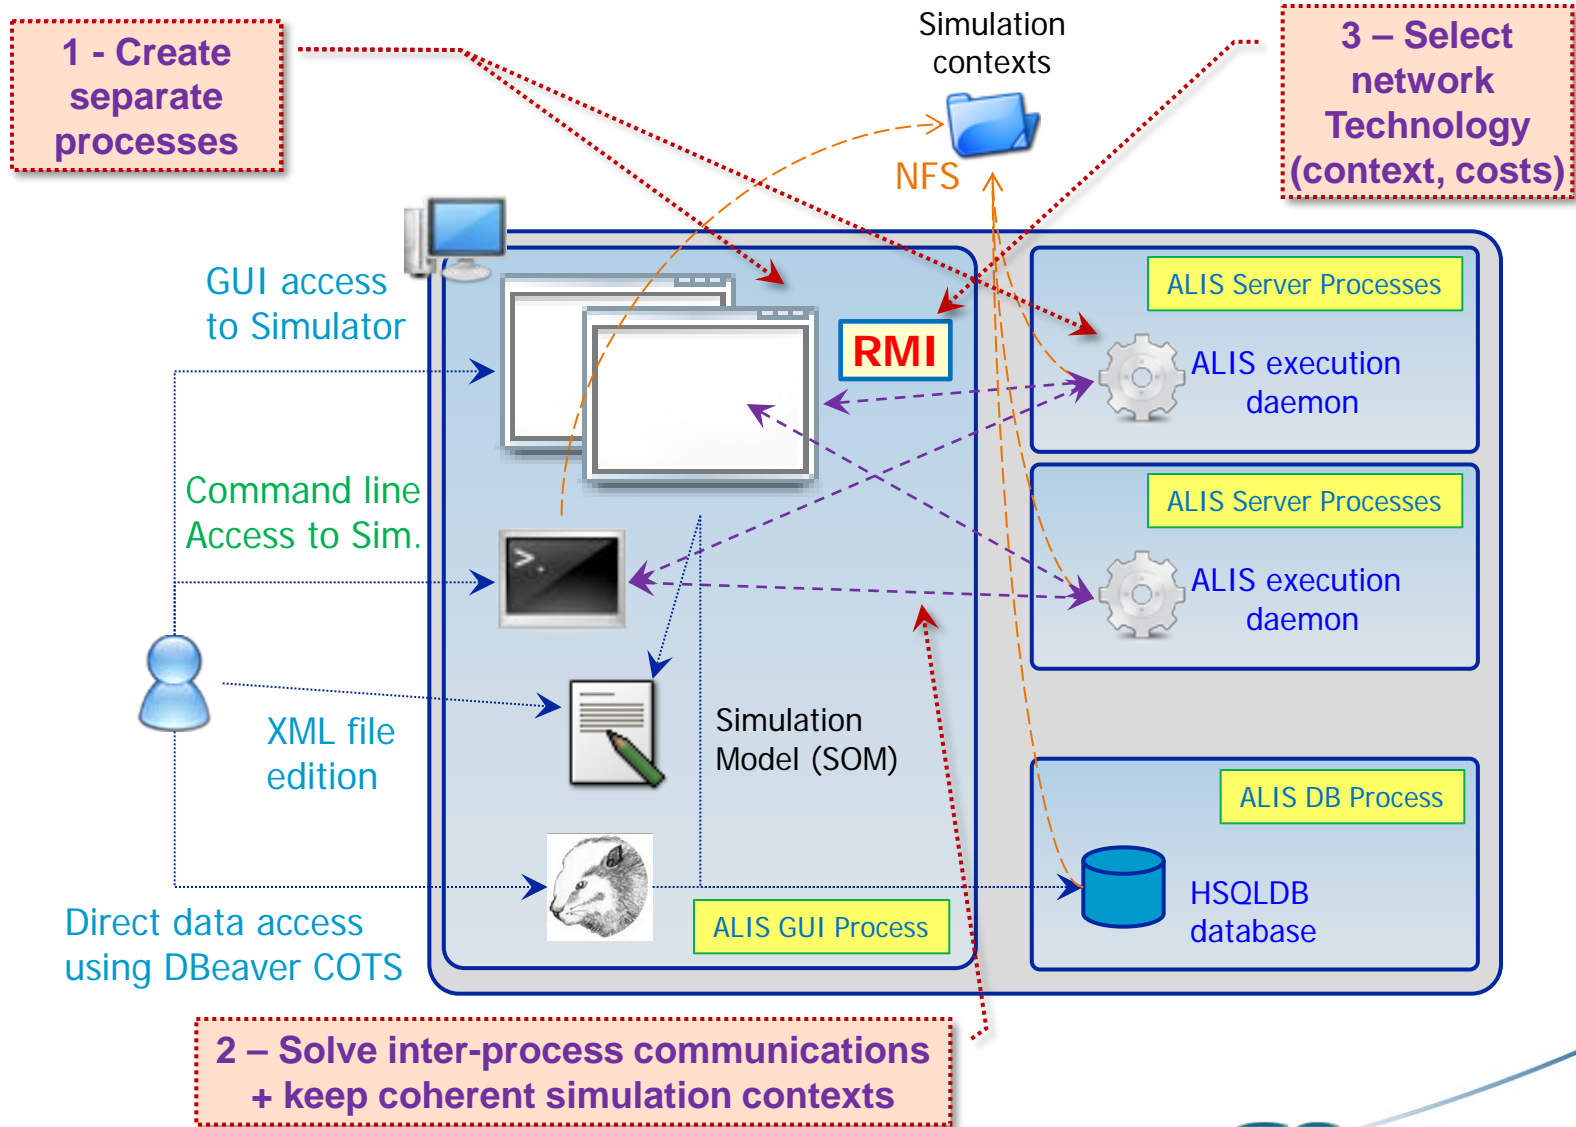 1 - Create
separate
processes
Simulation
contexts
3 – Select
network
Technology
(context, costs)
NFS
GUI access
to Simulator
RMI
ALIS Server Processes
ALIS execution
daemon
Command line
Access to Sim.
>.
ALIS Server Processes
ALIS execution
daemon
XML file
edition
Simulation
Model (SOM)
ALIS DB Process
HSQLDB
database
Direct data access
using DBeaver COTS
ALIS GUI Process
2 – Solve inter-process communications
+ keep coherent simulation contexts